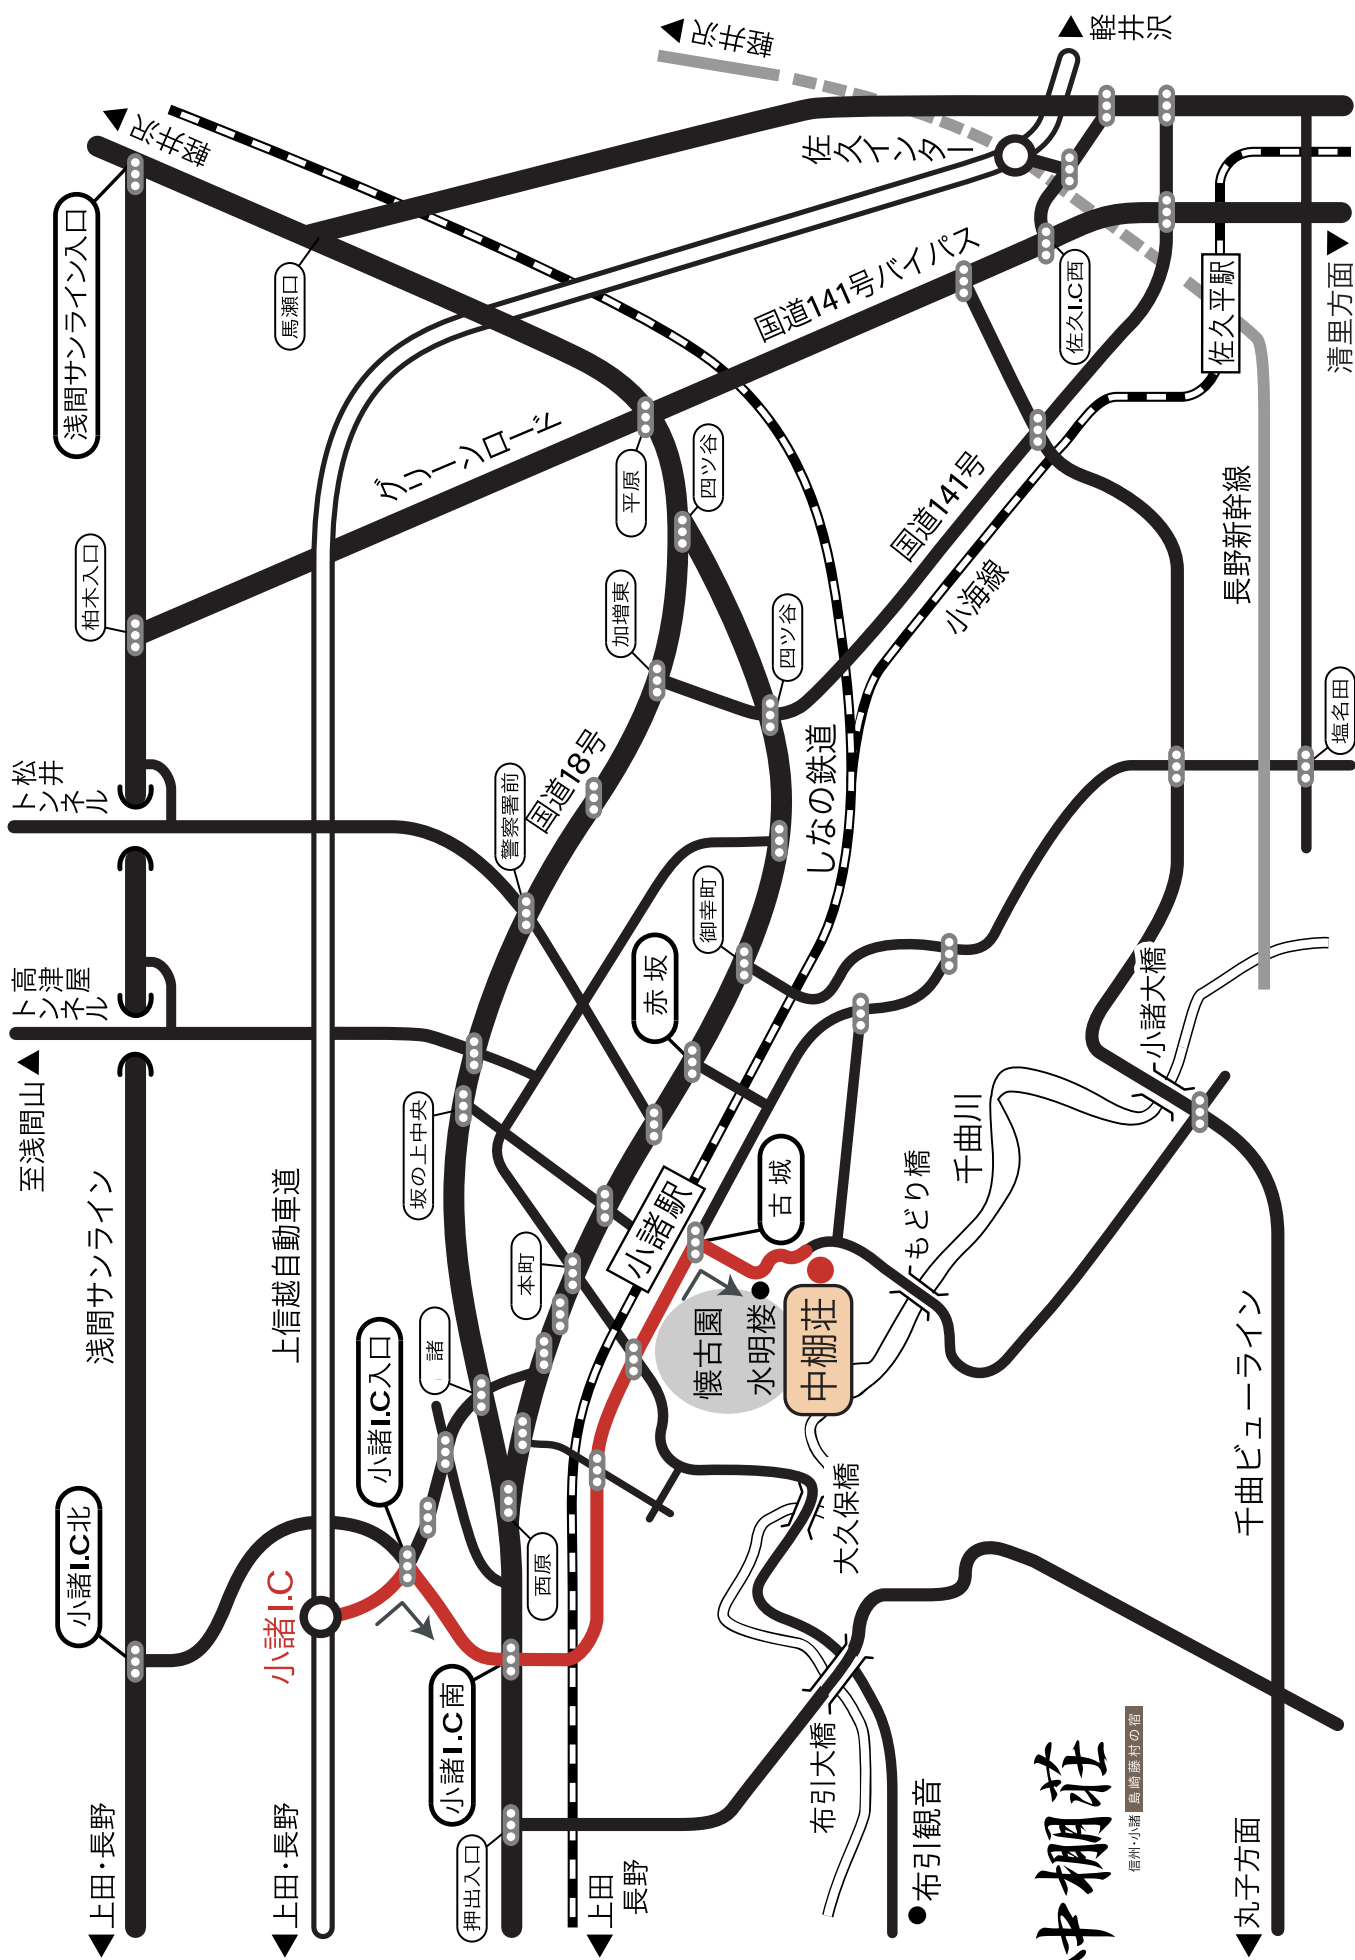 軽井沢
軽井沢
軽井沢
浅間サンライン入口
馬瀬口
佐久インター
国道141号バイパス
佐久I.C西
佐久平駅
清里方面
グリーンロード
平原
四ツ谷
柏木入口
加増東
四ツ谷
国道141号
小海線
長野新幹線
塩名田
松井
トンネル
警察署前
国道18号
しなの鉄道
御幸町
赤坂
高津屋
トンネル
至浅間山
浅間サンライン
上信越自動車道
坂の上中央
本町
諸
小諸駅
古城
懐古園
水明楼
中棚荘
もどり橋
千曲川
小諸大橋
千曲ビューライン
小諸I.C入口
小諸I.C北
小諸I.C
小諸I.C南
西原
大久保橋
布引大橋
布引観音
押出入口
上田・長野
上田・長野
上田
長野
丸子方面
中棚荘
信州・小諸 島崎藤村の宿